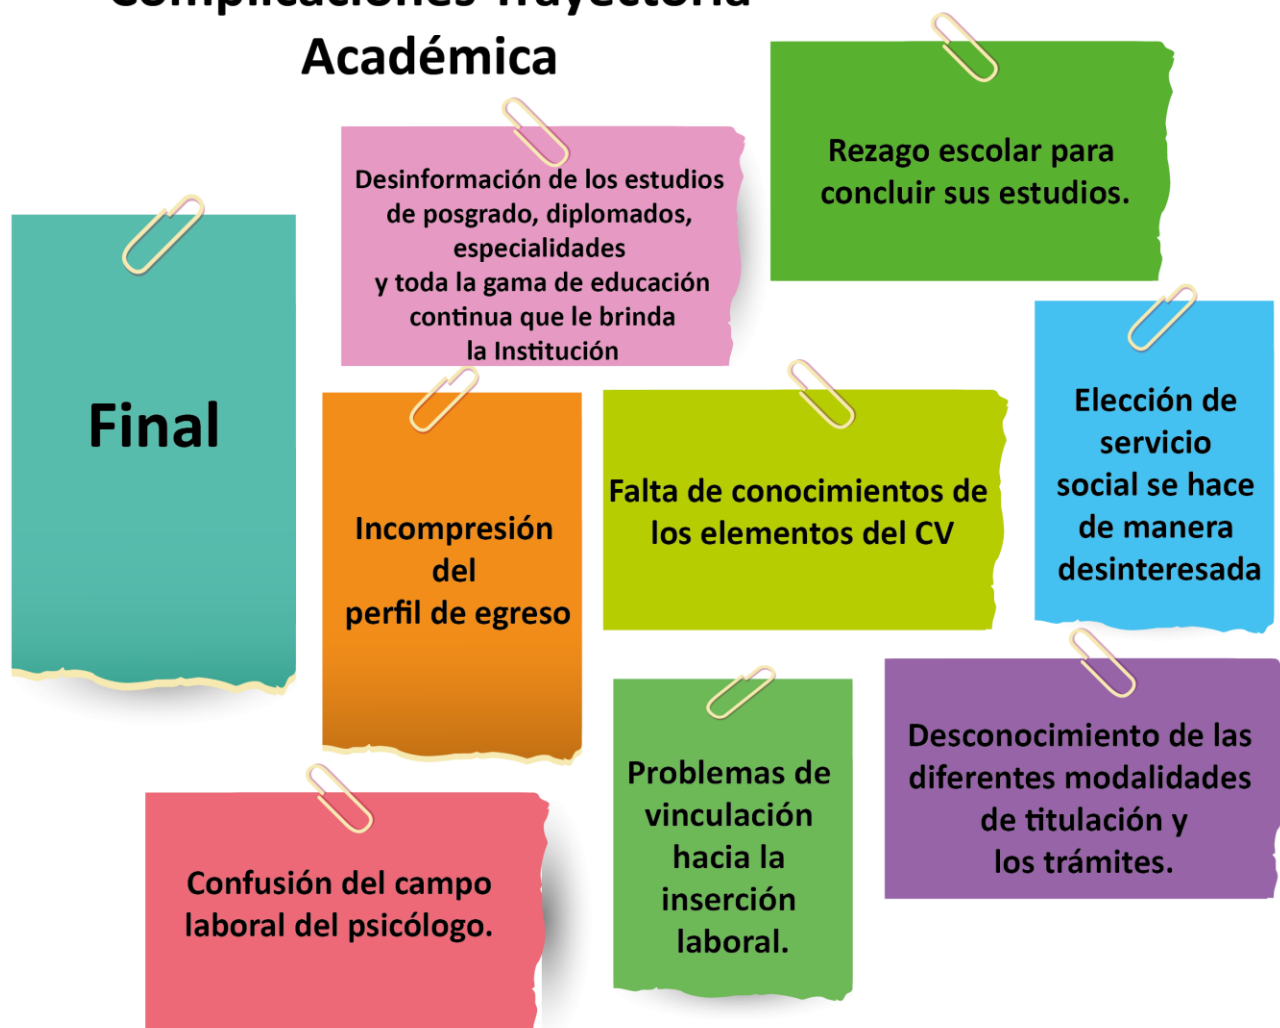 Complicaciones Trayectoria
Académica
Final
Desinformación de los estudios
de posgrado, diplomados,
especialidades
y toda la gama de educación
continua que le brinda
la Institución
Rezago escolar para
concluir sus estudios.
Incompresión
del
perfil de egreso
Falta de conocimientos de
los elementos del CV
Elección de
servicio
social se hace
de manera
desinteresada
Confusión del campo
laboral del psicólogo.
Problemas de
vinculación
hacia la
inserción
laboral.
Desconocimiento de las
diferentes modalidades
de titulación y
los trámites.